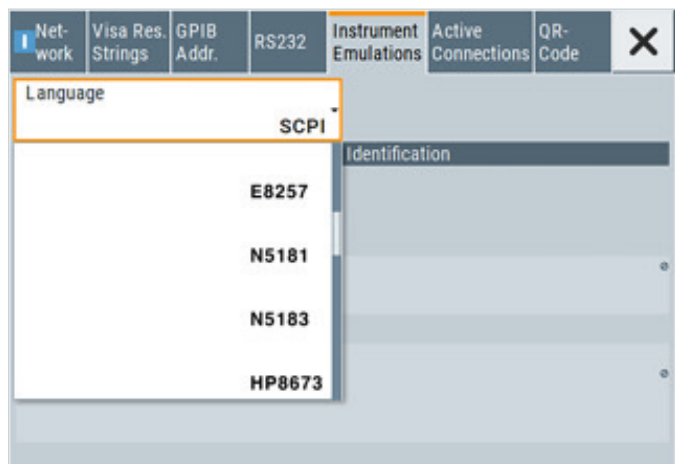 Net-
work
Visa Res.
Strings
GPIB
Addr.
RS232
Instrument
Emulations
Active
Connections
QR-
Code
Language
SCPI
Identification
E8257
N5181
N5183
HP8673